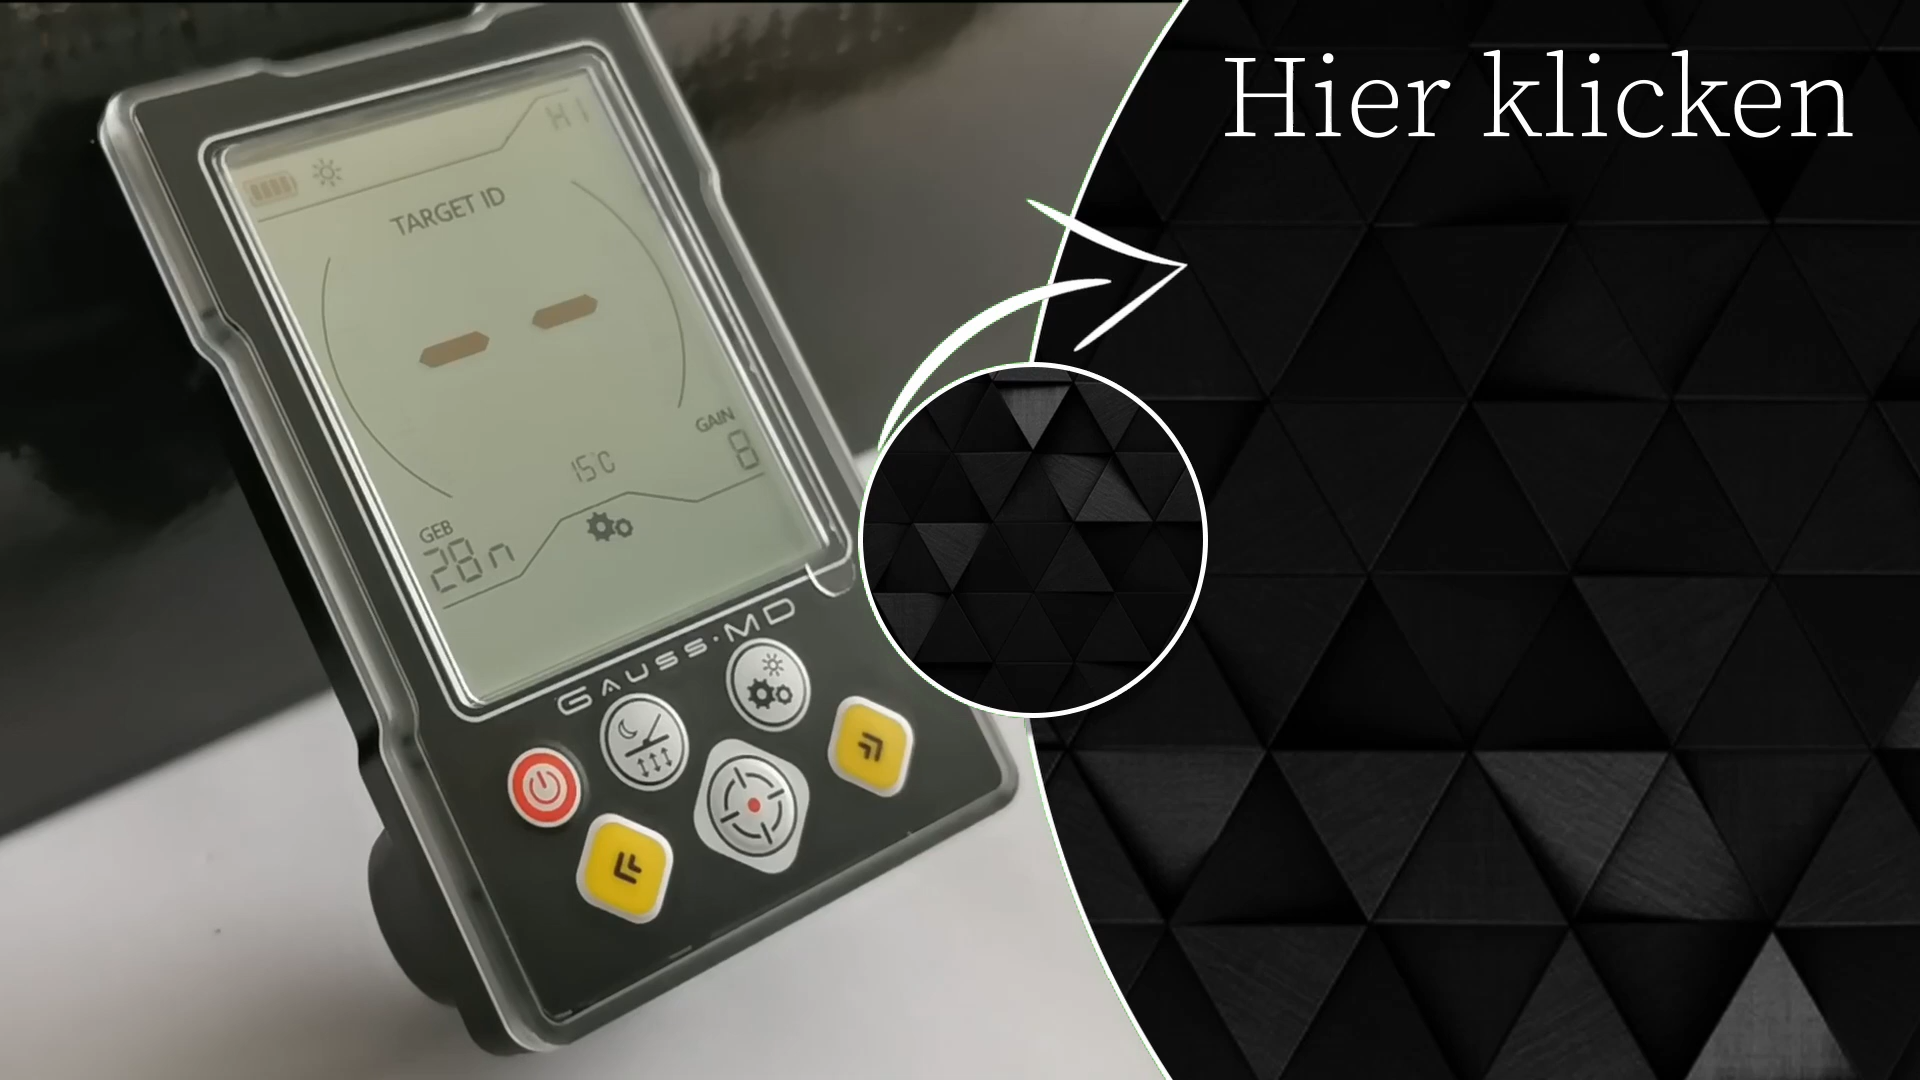 Hier klicken
H1
TARGET ID
GAIN
8
15°C
GEB
28n
GAUSS·MD